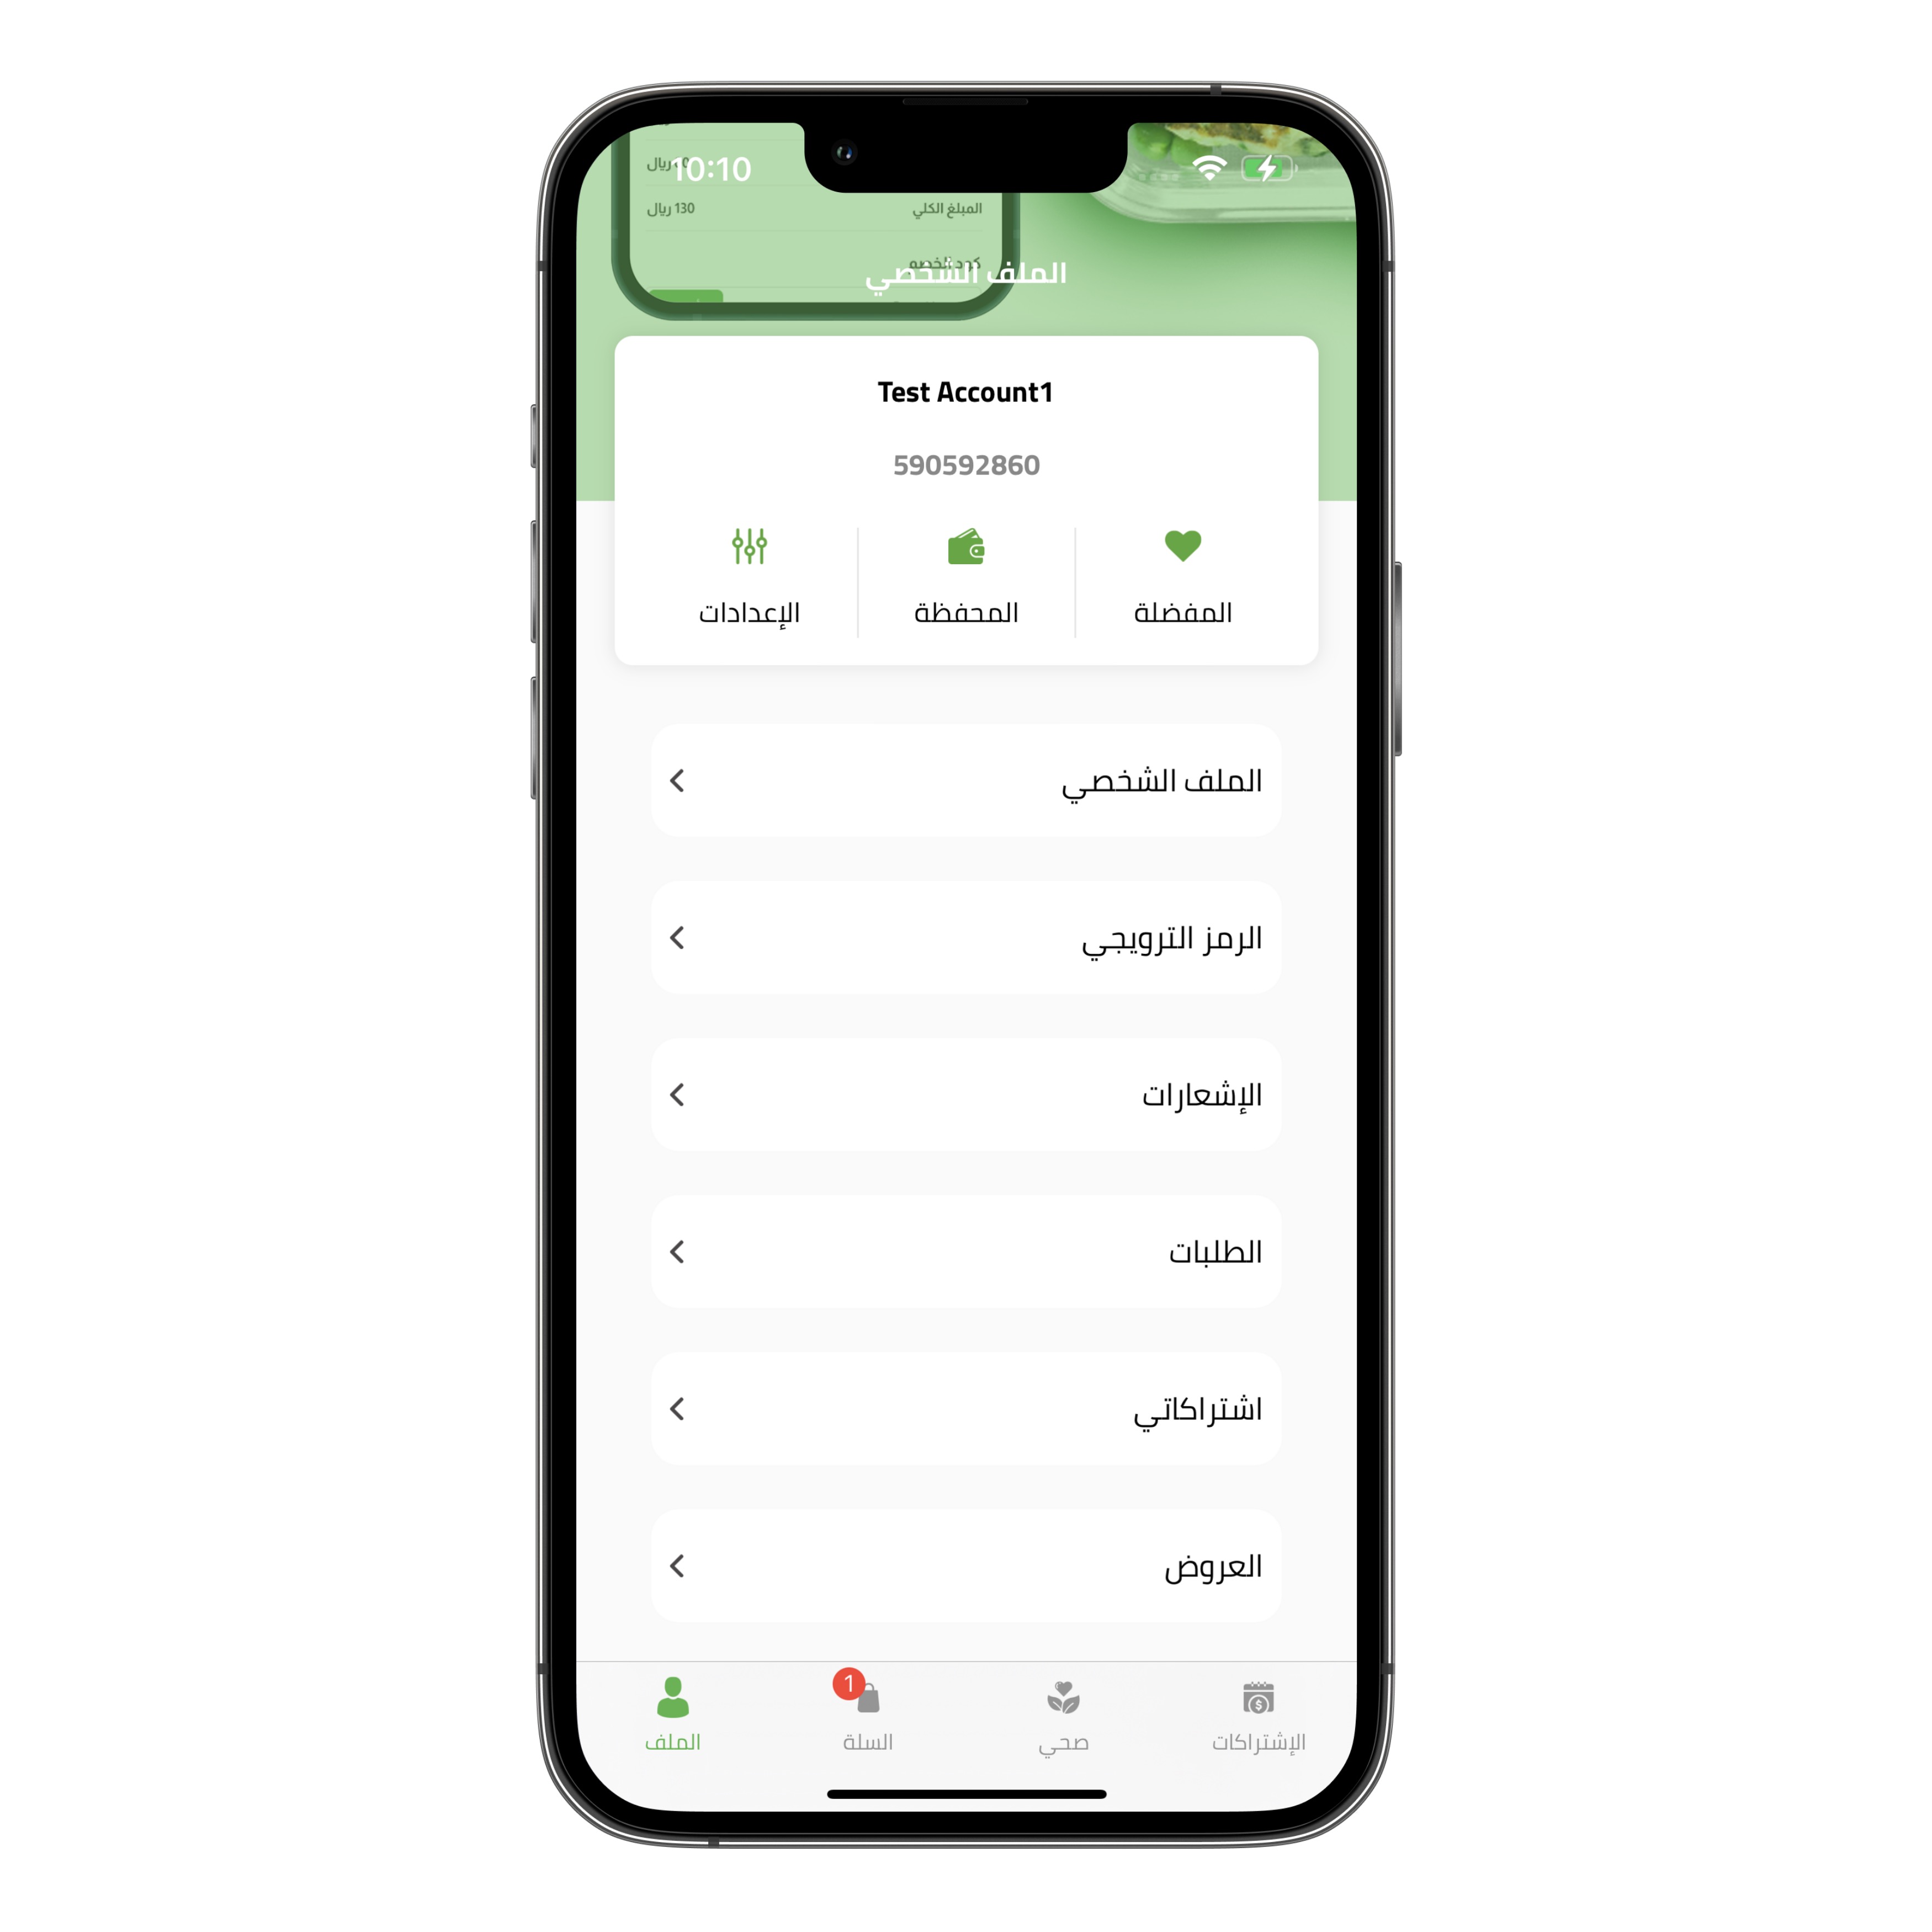 10:10
ريال
المبلغ الكلي 130 ريال
كود الخصم
الملف الشخصي
Test Account1
590592860
المفضلة المحفظة الإعدادات
الملف الشخصي
الرمز الترويجي
الإشعارات
الطلبات
اشتراكاتي
العروض
1
الإشتراكات صحي السلة الملف